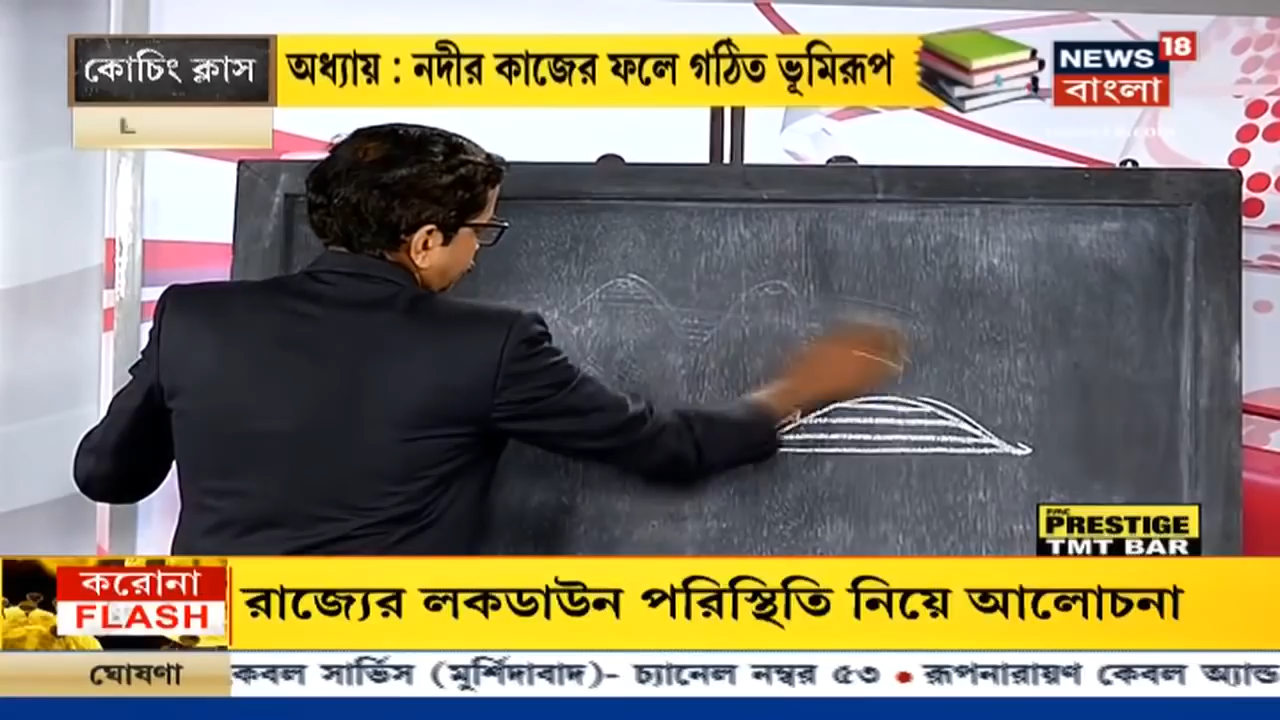 কোচিং ক্লাস
অধ্যায় : নদীর কাজের ফলে গঠিত ভূমিরূপ
NEWS 18
বাংলা
PRESTIGE
TMT BAR
করোনা
FLASH
রাজ্যের লকডাউন পরিস্থিতি নিয়ে আলোচনা
ঘোষণা
কেবল সার্ভিস (মুর্শিদাবাদ)- চ্যানেল নম্বর ৫৩ • রূপনারায়ণ কেবল অ্যান্ড